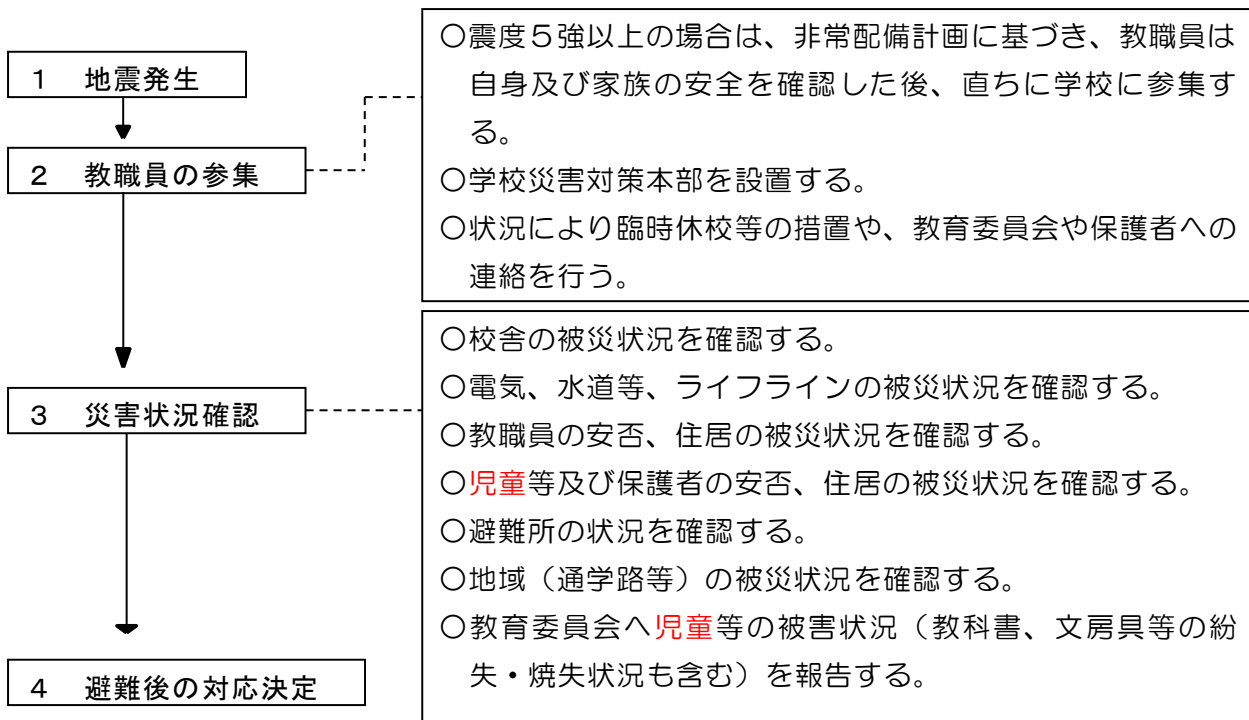 1　地震発生
2　教職員の参集
〇震度５強以上の場合は、非常配備計画に基づき、教職員は
自身及び家族の安全を確認した後、直ちに学校に参集す
る。
〇学校災害対策本部を設置する。
〇状況により臨時休校等の措置や、教育委員会や保護者への
連絡を行う。
3　災害状況確認
〇校舎の被災状況を確認する。
〇電気、水道等、ライフラインの被災状況を確認する。
〇教職員の安否、住居の被災状況を確認する。
〇児童等及び保護者の安否、住居の被災状況を確認する。
〇避難所の状況を確認する。
〇地域（通学路等）の被災状況を確認する。
〇教育委員会へ児童等の被害状況（教科書、文房具等の紛
失・焼失状況も含む）を報告する。
4　避難後の対応決定